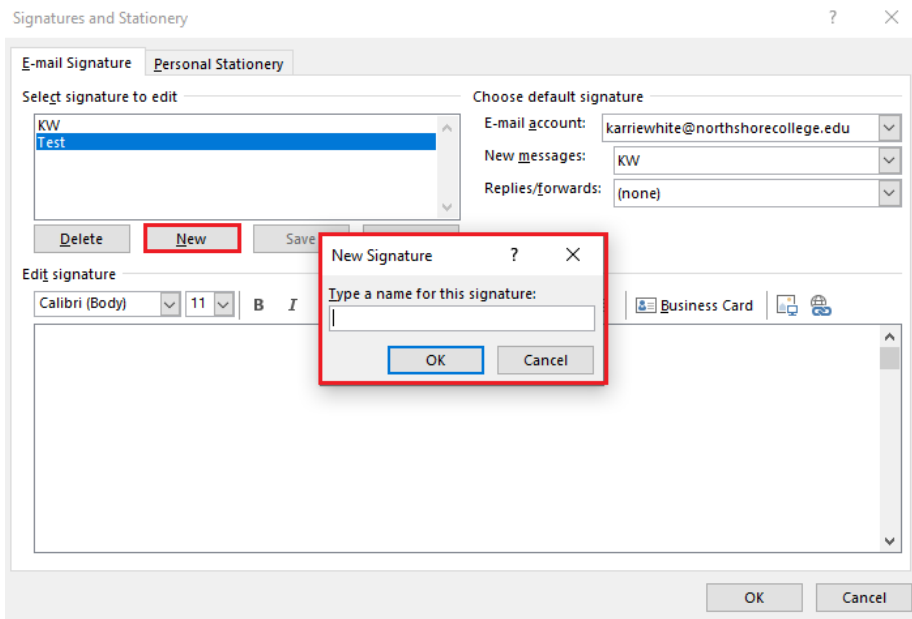 Signatures and Stationery
E-mail Signature Personal Stationery
Select signature to edit
KW
Test
Choose default signature
E-mail account: karriewhite@northshorecollege.edu
New messages: KW
Replies/forwards: (none)
Delete New Save
New Signature ?
Type a name for this signature:
OK Cancel
Edit signature
Calibri (Body) 11 B I Business Card
OK Cancel